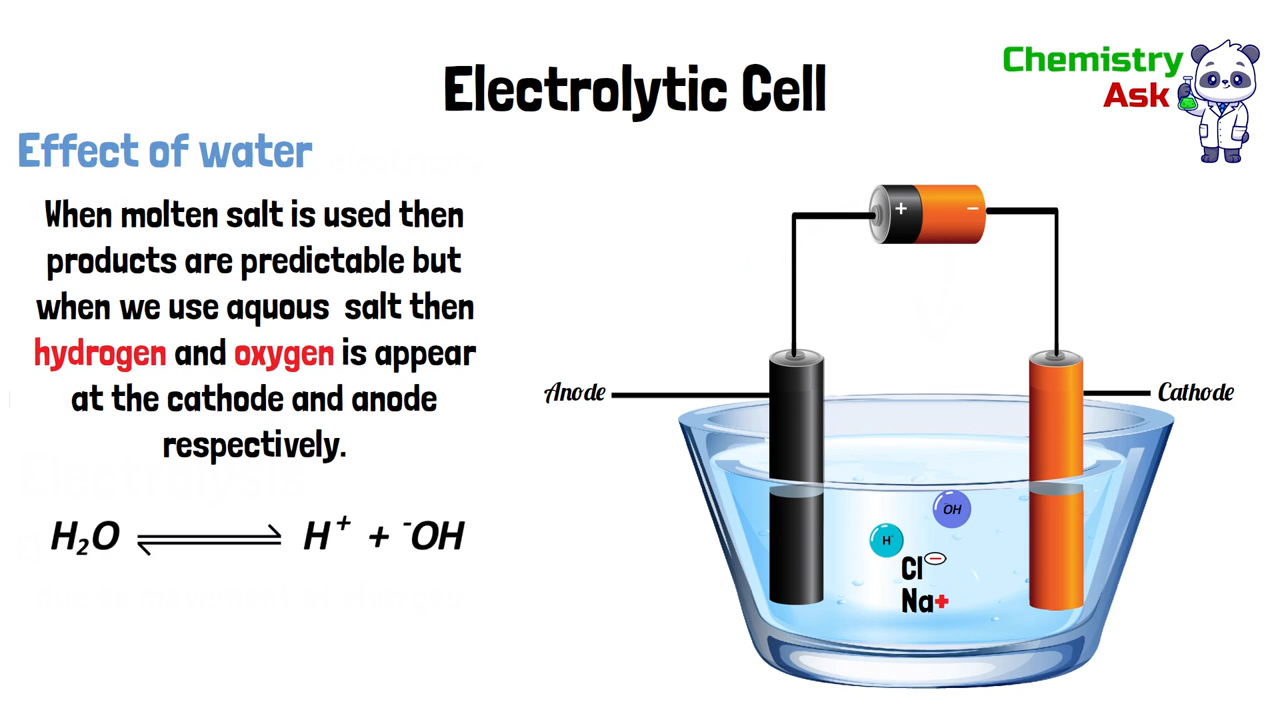 Electrolytic Cell
Chemistry
Ask
Effect of water
When molten salt is used then
products are predictable but
when we use aquous salt then
hydrogen and oxygen is appear
at the cathode and anode
respectively.
H₂O ⇌ H⁺ + ⁻OH
+ −
Anode
Cathode
OH
H⁺
Cl⁻
Na+